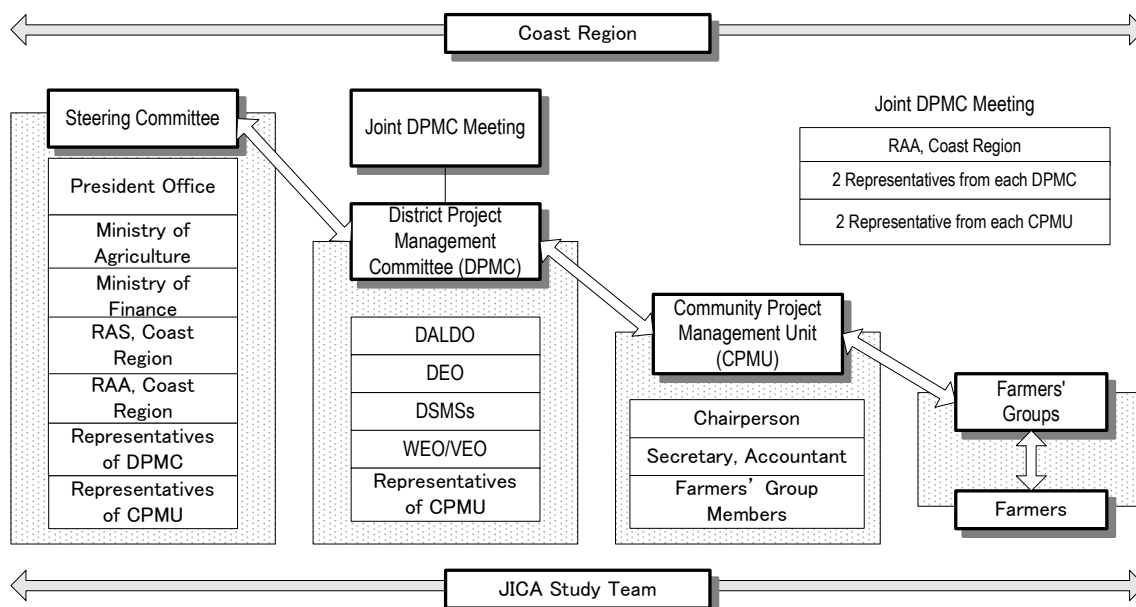 Coast Region
Steering Committee
President Office
Ministry of
Agriculture
Ministry of
Finance
RAS, Coast
Region
RAA, Coast
Region
Representatives
of DPMC
Representatives
of CPMU
Joint DPMC Meeting
District Project
Management
Committee (DPMC)
DALDO
DEO
DSMSs
WEO/VEO
Representatives
of CPMU
Joint DPMC Meeting
RAA, Coast Region
2 Representatives from each DPMC
2 Representative from each CPMU
Community Project
Management Unit
(CPMU)
Chairperson
Secretary, Accountant
Farmers’ Group
Members
Farmers'
Groups
Farmers
JICA Study Team